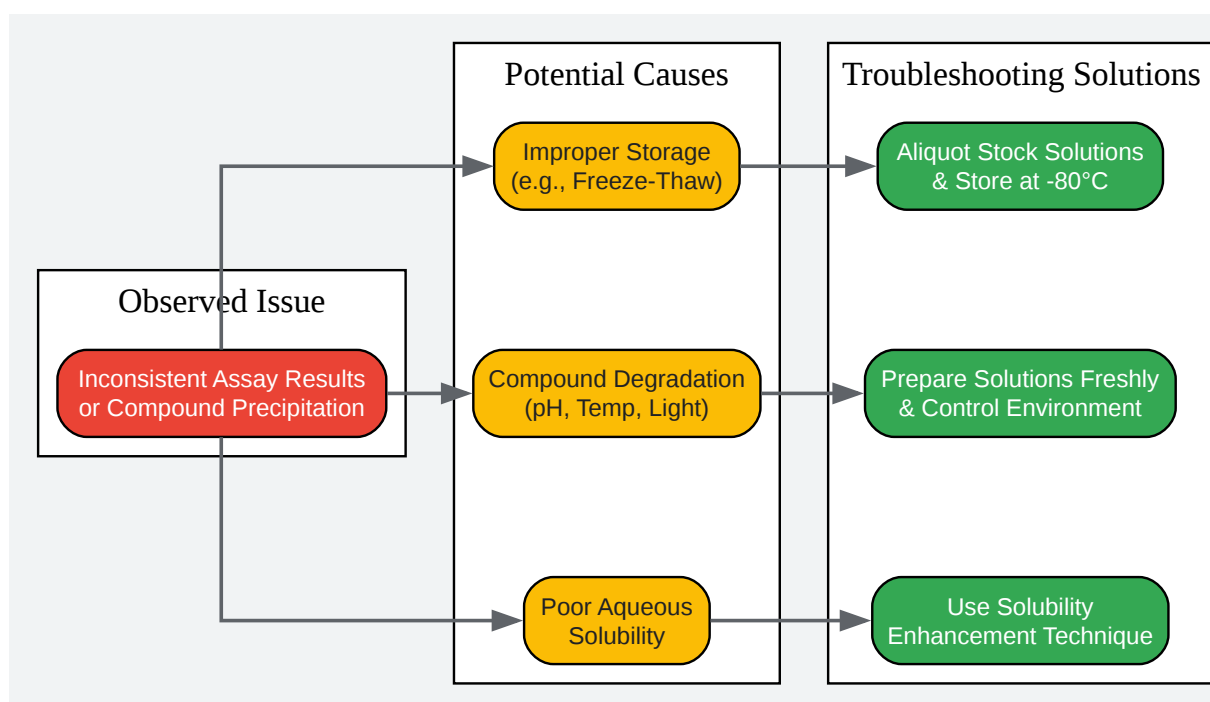 Potential Causes
Troubleshooting Solutions
Improper Storage
(e.g., Freeze-Thaw)
Aliquot Stock Solutions
& Store at -80°C
Observed Issue
Inconsistent Assay Results
or Compound Precipitation
Compound Degradation
(pH, Temp, Light)
Prepare Solutions Freshly
& Control Environment
Poor Aqueous
Solubility
Use Solubility
Enhancement Technique